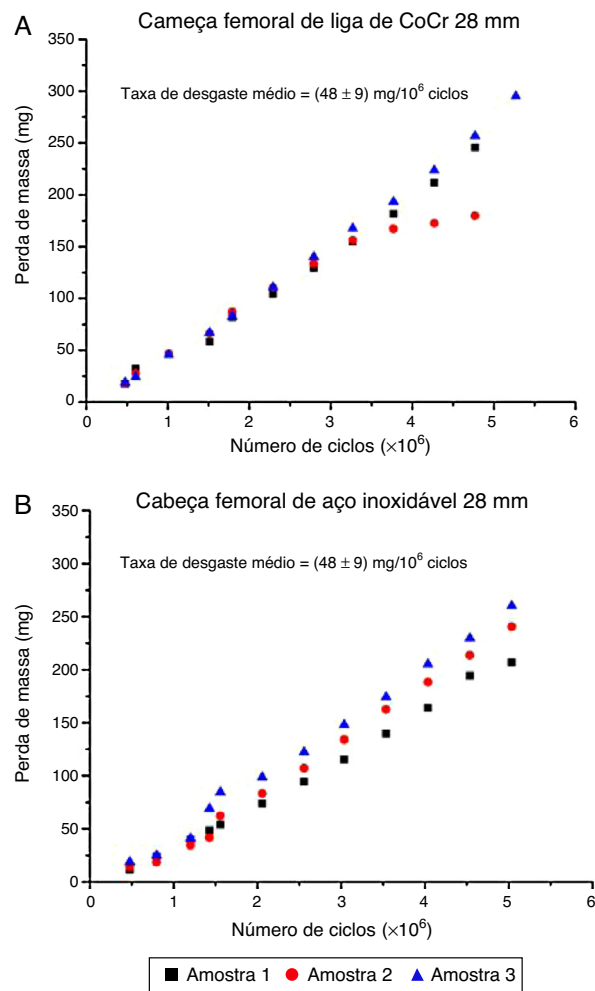 A
Cameça femoral de liga de CoCr 28 mm
350
300
250
200
150
100
50
0
Perda de massa (mg)
Taxa de desgaste médio = (48 ± 9) mg/10⁶ ciclos
0 1 2 3 4 5 6
Número de ciclos (×10⁶)
B
Cabeça femoral de aço inoxidável 28 mm
350
300
250
200
150
100
50
0
Perda de massa (mg)
Taxa de desgaste médio = (48 ± 9) mg/10⁶ ciclos
0 1 2 3 4 5 6
Número de ciclos (×10⁶)
Amostra 1 Amostra 2 Amostra 3